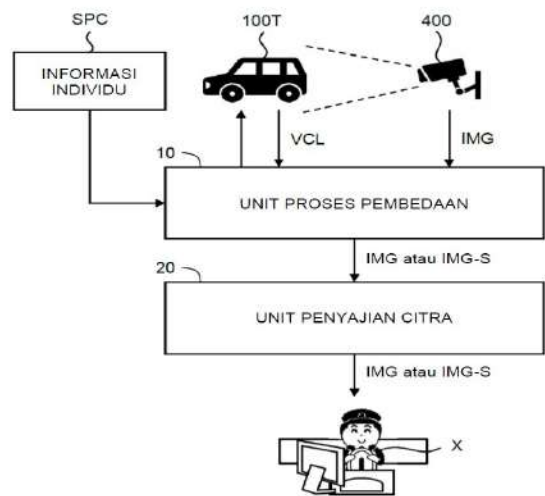 SPC
100T
400
INFORMASI
INDIVIDU
VCL
IMG
10
UNIT PROSES PEMBEDAAN
IMG atau IMG-S
20
UNIT PENYAJIAN CITRA
IMG atau IMG-S
X